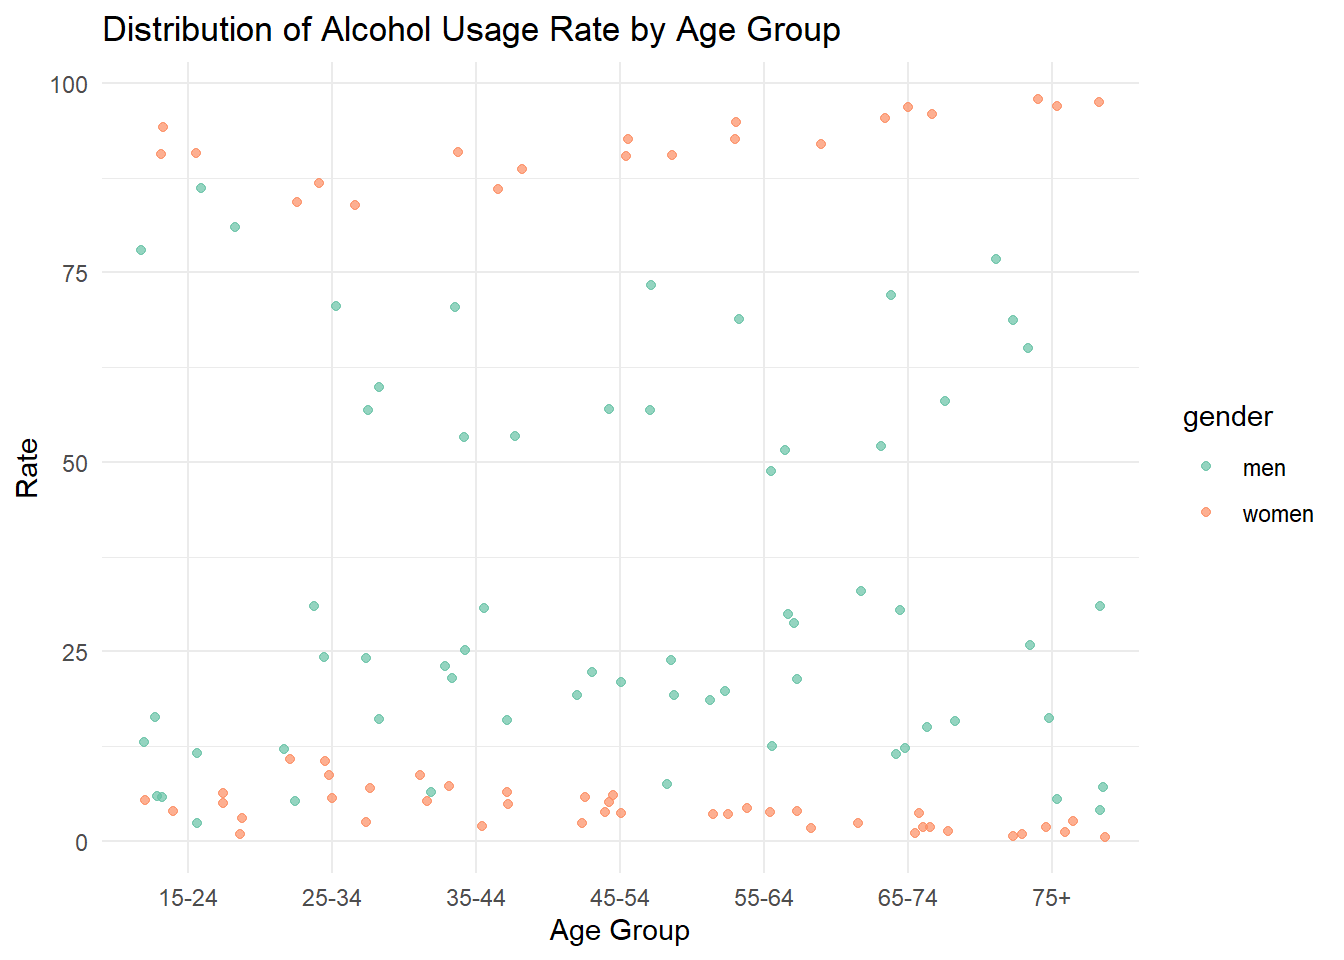 Distribution of Alcohol Usage Rate by Age Group
100
75
50
25
0
Rate
15-24 25-34 35-44 45-54 55-64 65-74 75+
Age Group
gender
men
women